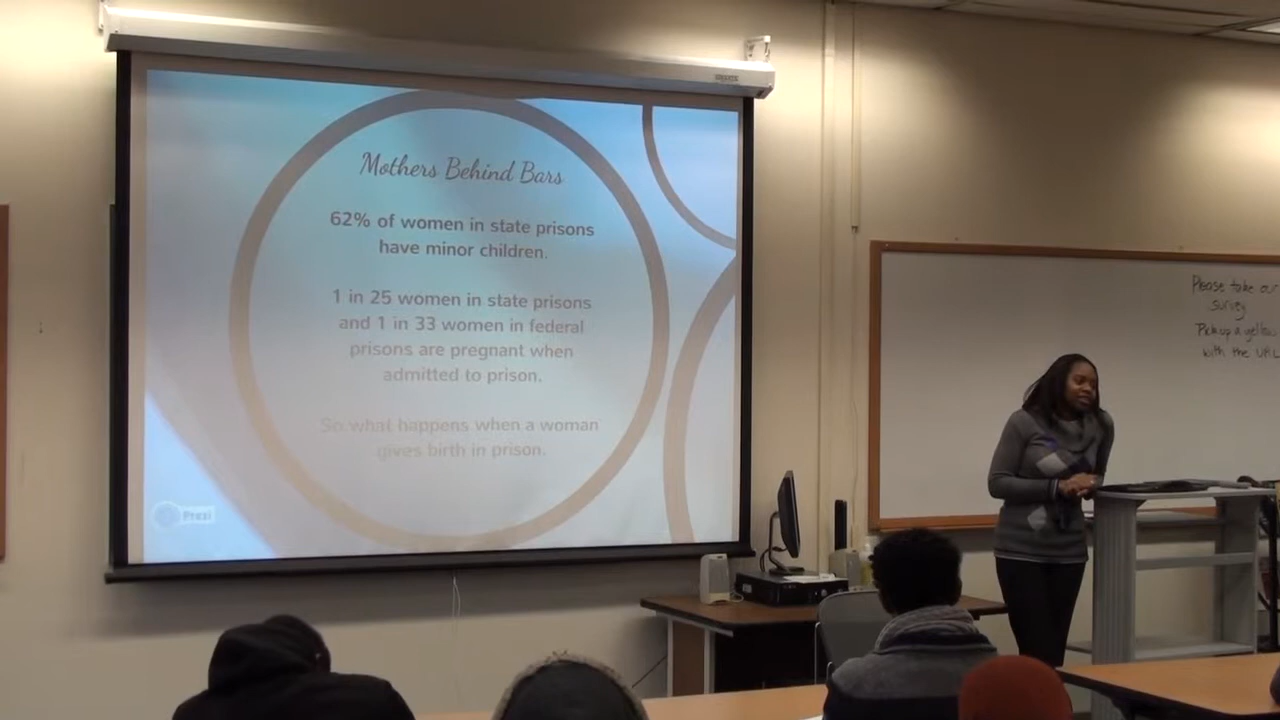 Mothers Behind Bars
62% of women in state prisons
have minor children.
1 in 25 women in state prisons
and 1 in 33 women in federal
prisons are pregnant when
admitted to prison.
So what happens when a woman
gives birth in prison.
Prezi
Please take our
survey
Pick up a yellow
with the